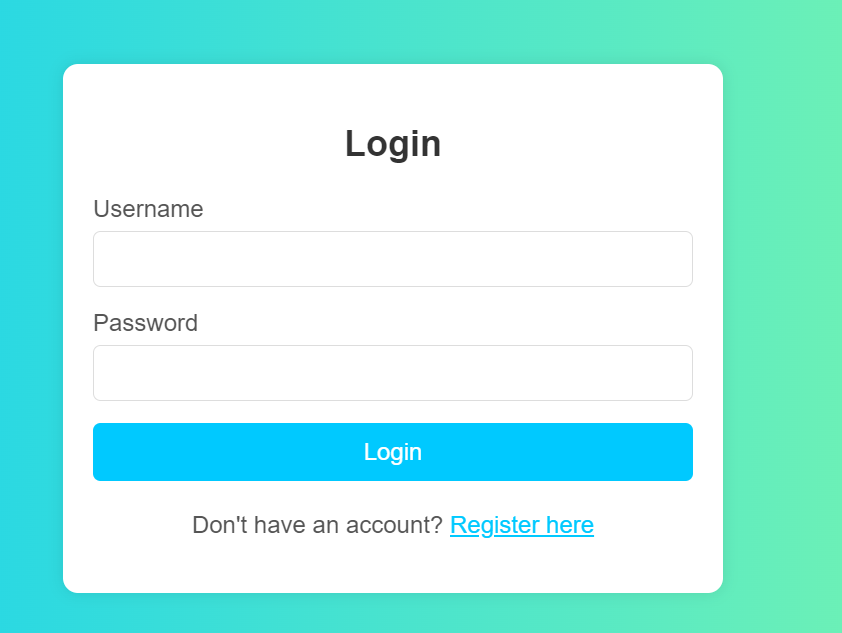 Login
Username
Password
Login
Don't have an account? Register here